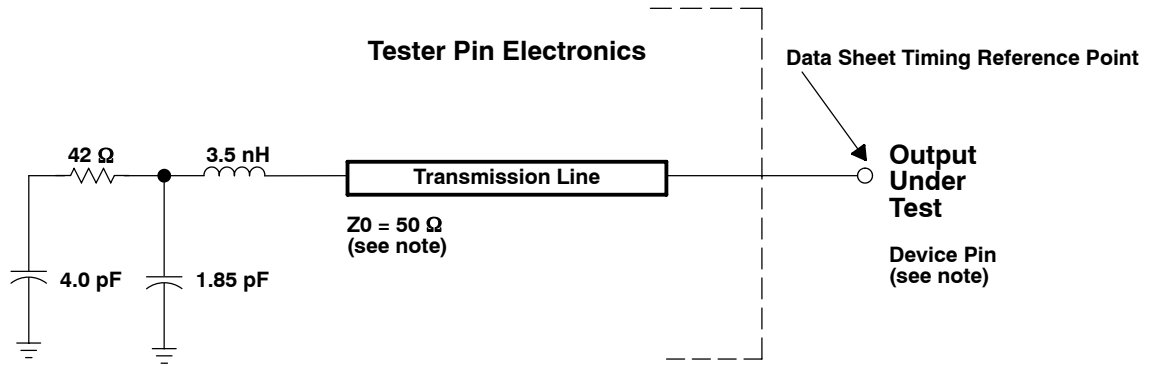 Tester Pin Electronics
Data Sheet Timing Reference Point
42 Ω
3.5 nH
Transmission Line
Output
Under
Test
Z0 = 50 Ω
(see note)
Device Pin
(see note)
4.0 pF
1.85 pF